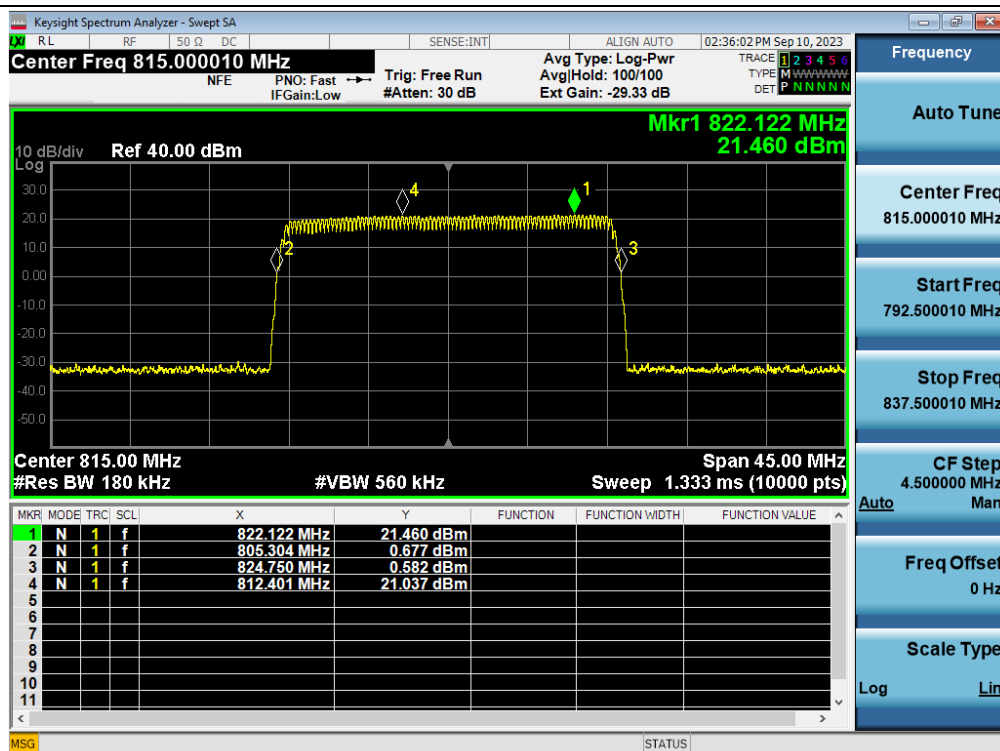 Keysight Spectrum Analyzer - Swept SA
LXI RL RF 50 Ω DC SENSE:INT ALIGN AUTO 02:36:02 PM Sep 10, 2023
Center Freq 815.000010 MHz
NFE PNO: Fast Trig: Free Run Avg Type: Log-Pwr TRACE 1 2 3 4 5 6
IFGain:Low #Atten: 30 dB Avg|Hold: 100/100 TYPE M WWWWW
Ext Gain: -29.33 dB DET P N N N N N
Mkr1 822.122 MHz
21.460 dBm
10 dB/div Ref 40.00 dBm
Log
30.0
20.0
10.0
0.00
-10.0
-20.0
-30.0
-40.0
-50.0
4
1
2
3
Center 815.00 MHz Span 45.00 MHz
#Res BW 180 kHz #VBW 560 kHz Sweep 1.333 ms (10000 pts)
MKR MODE TRC SCL X Y FUNCTION FUNCTION WIDTH FUNCTION VALUE
1 N 1 f 822.122 MHz 21.460 dBm
2 N 1 f 805.304 MHz 0.677 dBm
3 N 1 f 824.750 MHz 0.582 dBm
4 N 1 f 812.401 MHz 21.037 dBm
5
6
7
8
9
10
11
MSG STATUS
Frequency
Auto Tune
Center Freq
815.000010 MHz
Start Freq
792.500010 MHz
Stop Freq
837.500010 MHz
CF Step
4.500000 MHz
Auto Man
Freq Offset
0 Hz
Scale Type
Log Lin